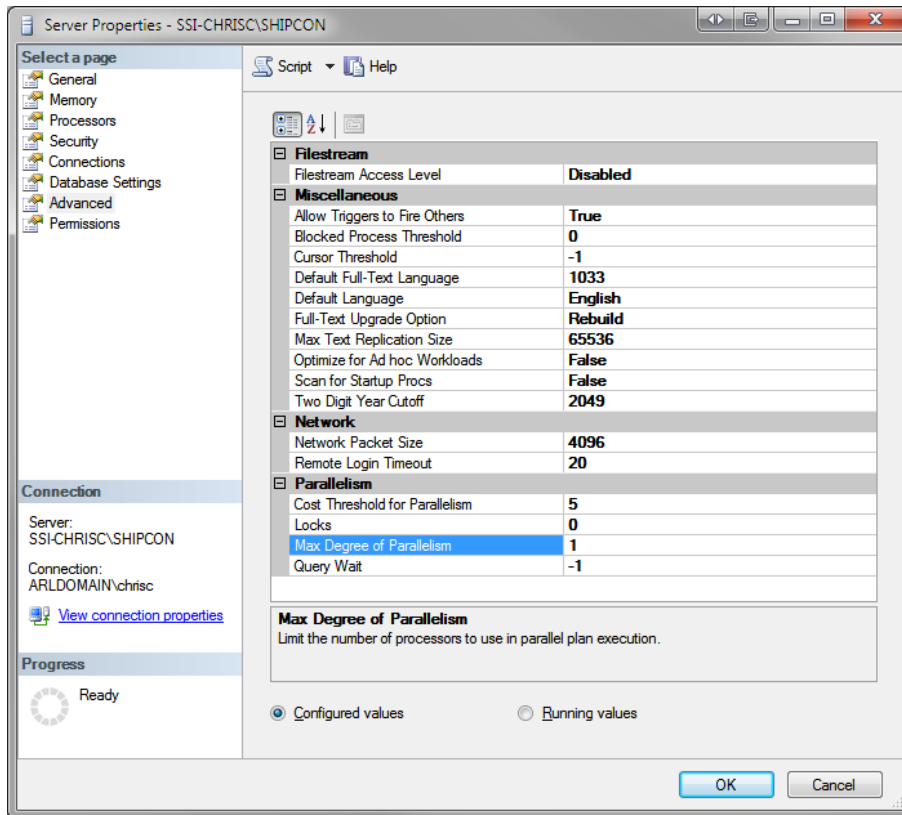 Server Properties - SSI-CHRISC\SHIPCON
Select a page
General
Memory
Processors
Security
Connections
Database Settings
Advanced
Permissions
Script Help
Filestream
Filestream Access Level Disabled
Miscellaneous
Allow Triggers to Fire Others True
Blocked Process Threshold 0
Cursor Threshold -1
Default Full-Text Language 1033
Default Language English
Full-Text Upgrade Option Rebuild
Max Text Replication Size 65536
Optimize for Ad hoc Workloads False
Scan for Startup Procs False
Two Digit Year Cutoff 2049
Network
Network Packet Size 4096
Remote Login Timeout 20
Parallelism
Cost Threshold for Parallelism 5
Locks 0
Max Degree of Parallelism 1
Query Wait -1
Max Degree of Parallelism
Limit the number of processors to use in parallel plan execution.
Configured values Running values
Connection
Server:
SSI-CHRISC\SHIPCON
Connection:
ARLDOMAIN\chrisc
View connection properties
Progress
Ready
OK Cancel